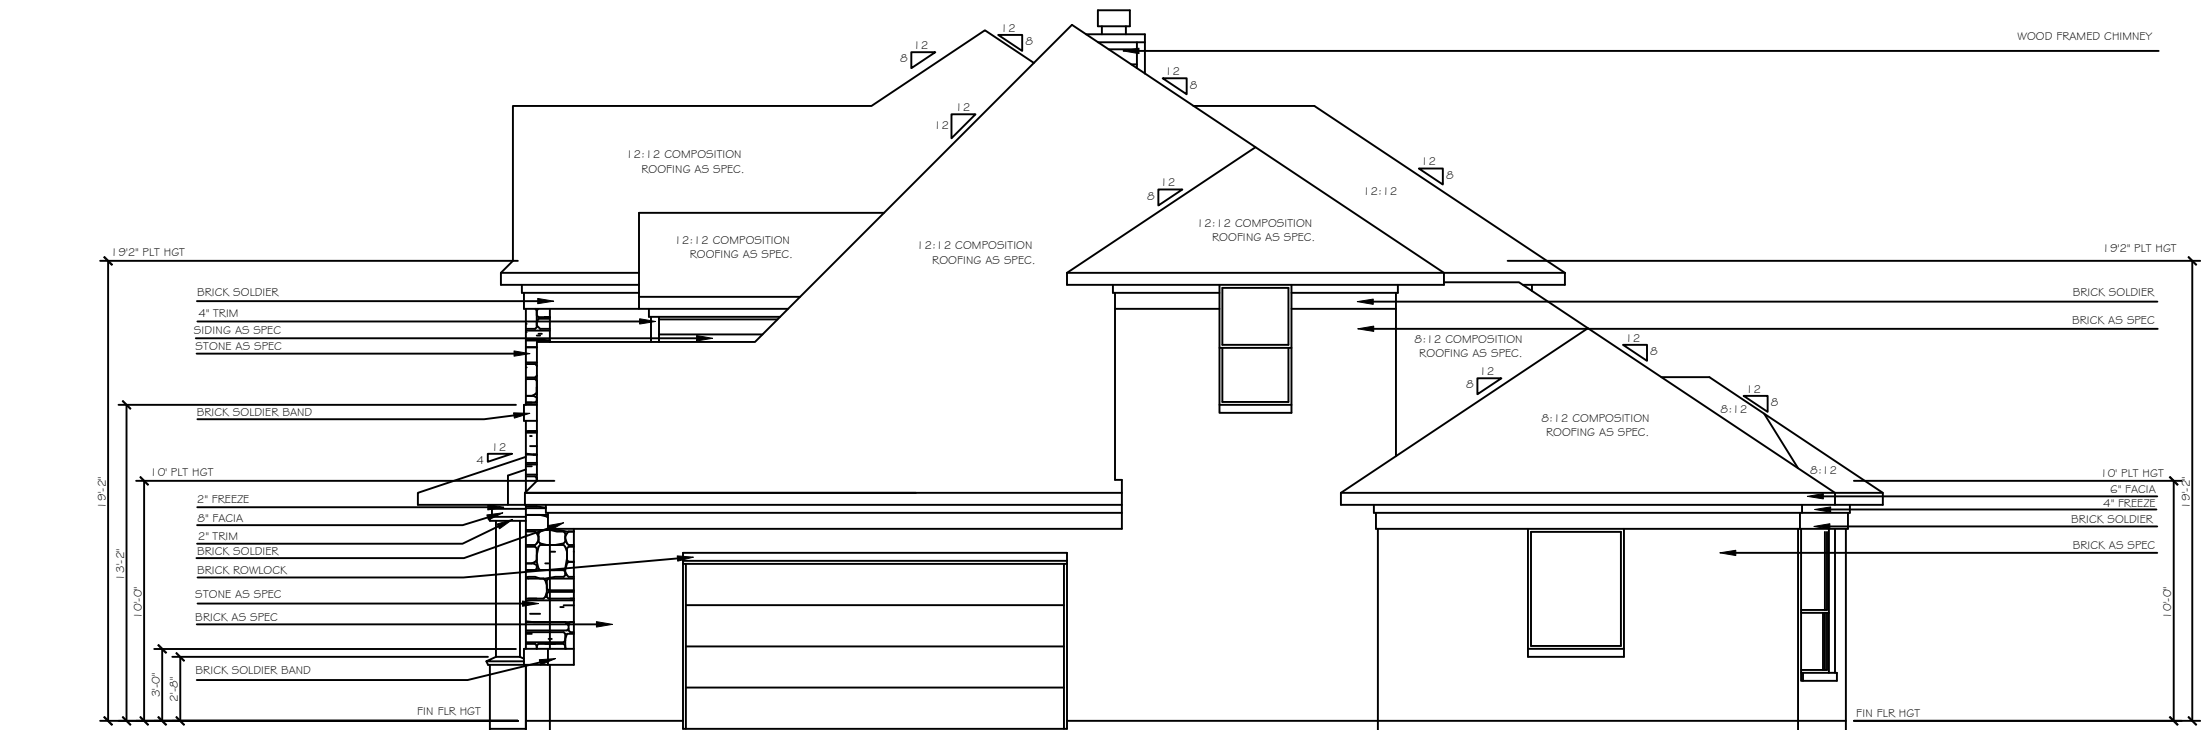 WOOD FRAMED CHIMNEY
12
8
12
8
12
8
12
12
12:12 COMPOSITION
ROOFING AS SPEC.
12
8
12:12
12
8
12:12 COMPOSITION
ROOFING AS SPEC.
12:12 COMPOSITION
ROOFING AS SPEC.
12:12 COMPOSITION
ROOFING AS SPEC.
19'2" PLT HGT
19'2" PLT HGT
BRICK SOLDIER
4" TRIM
SIDING AS SPEC
STONE AS SPEC
BRICK SOLDIER
BRICK AS SPEC
8:12 COMPOSITION
ROOFING AS SPEC.
12
8
12
8
12
8
8:12
BRICK SOLDIER BAND
8:12 COMPOSITION
ROOFING AS SPEC.
12
4
8:12
10' PLT HGT
10' PLT HGT
2" FREEZE
8" FACIA
2" TRIM
BRICK SOLDIER
BRICK ROWLOCK
STONE AS SPEC
BRICK AS SPEC
BRICK SOLDIER BAND
6" FACIA
4" FREEZE
BRICK SOLDIER
BRICK AS SPEC
19'-2"
13'-2"
10'-0"
3'-0"
2'-8"
19'-2"
10'-0"
FIN FLR HGT
FIN FLR HGT